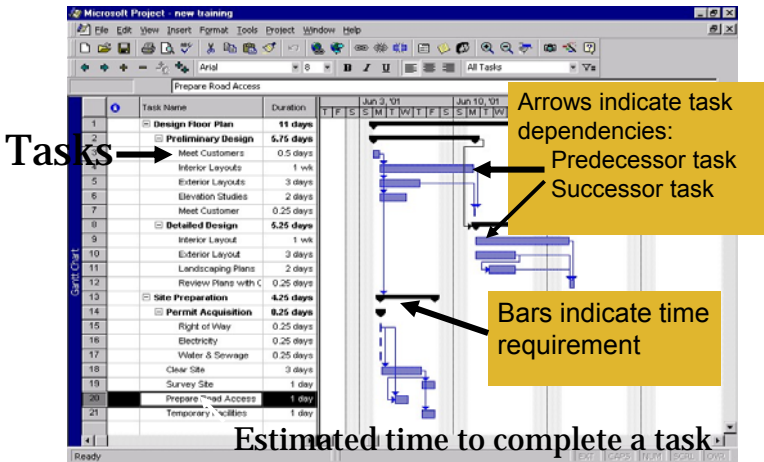 Microsoft Project - new training
File Edit View Insert Format Tools Project Window Help
Arial 8 B I U All Tasks
Prepare Road Access
Task Name Duration Jun 3, '01 Jun 10, '01
T F S S M T W T F S S M T W
1 Design Floor Plan 11 days
2 Preliminary Design 5.75 days
Meet Customers 0.5 days
Interior Layouts 1 wk
5 Exterior Layouts 3 days
6 Elevation Studies 2 days
7 Meet Customer 0.25 days
8 Detailed Design 5.25 days
9 Interior Layout 1 wk
10 Exterior Layout 3 days
11 Landscaping Plans 2 days
12 Review Plans with C 0.25 days
13 Site Preparation 4.25 days
14 Permit Acquisition 0.25 days
15 Right of Way 0.25 days
16 Electricity 0.25 days
17 Water & Sewage 0.25 days
18 Clear Site 3 days
19 Survey Site 1 day
20 Prepare Road Access 1 day
21 Temporary Facilities 1 day
Gantt Chart
Tasks
Arrows indicate task
dependencies:
Predecessor task
Successor task
Bars indicate time
requirement
Estimated time to complete a task
Ready EXT CAPS NUM SCRL OVR